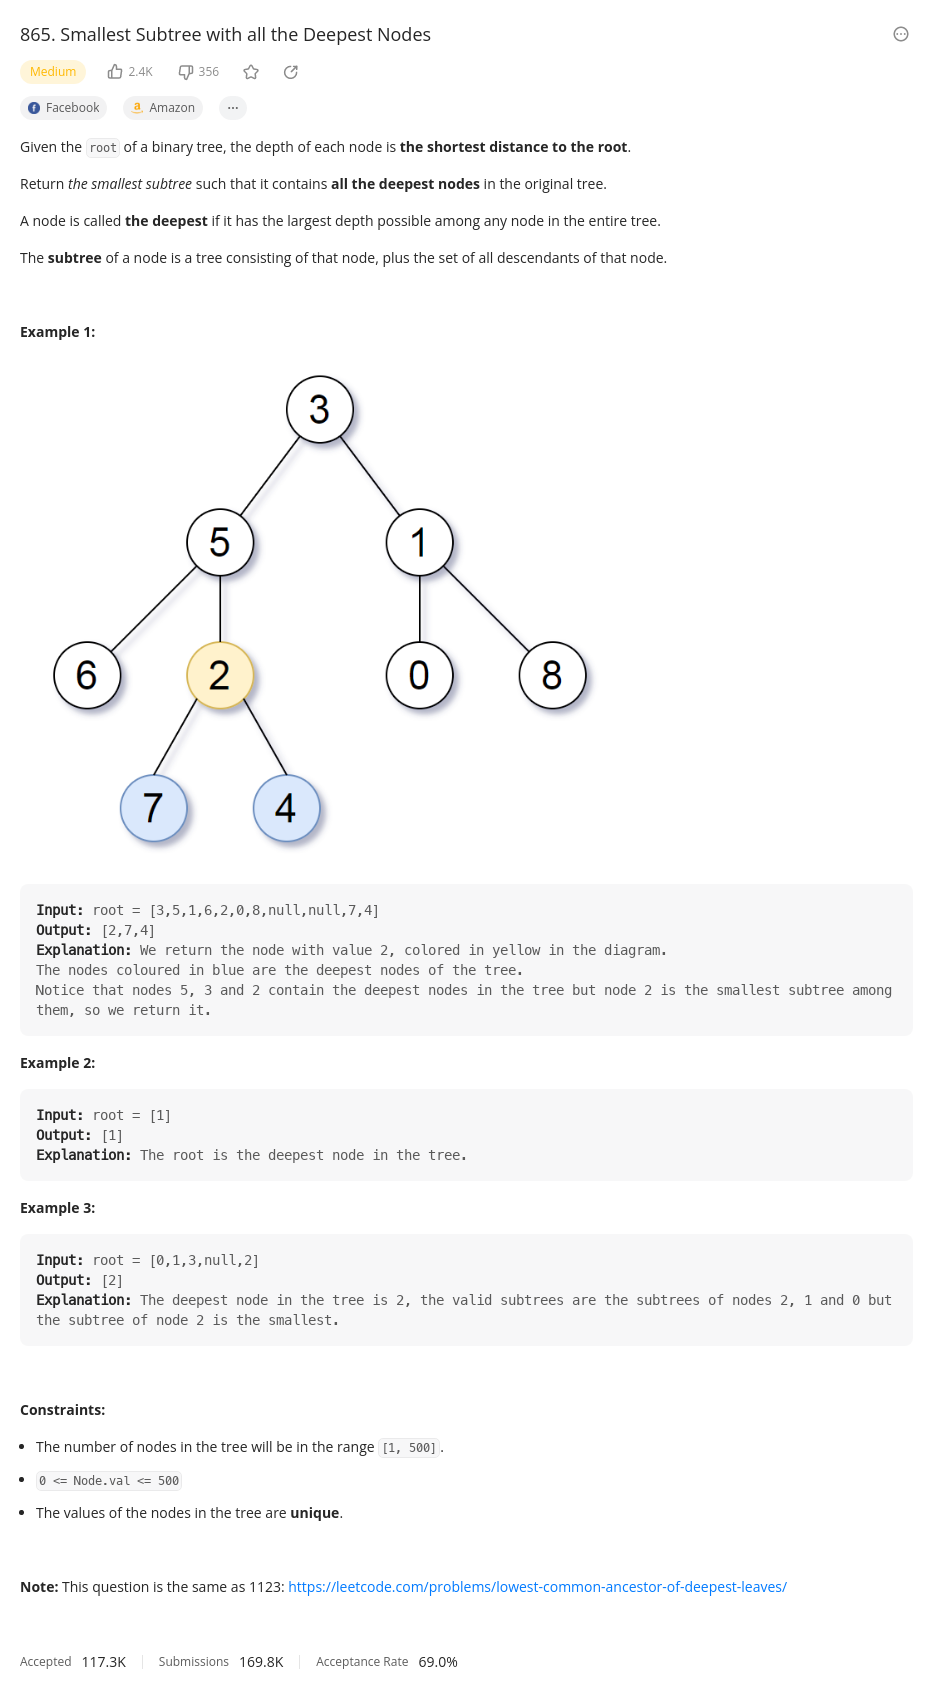 865. Smallest Subtree with all the Deepest Nodes
Medium 2.4K 356
Facebook Amazon ...
Given the root of a binary tree, the depth of each node is the shortest distance to the root.
Return the smallest subtree such that it contains all the deepest nodes in the original tree.
A node is called the deepest if it has the largest depth possible among any node in the entire tree.
The subtree of a node is a tree consisting of that node, plus the set of all descendants of that node.
Example 1:
3
5 1
6 2 0 8
7 4
Input: root = [3,5,1,6,2,0,8,null,null,7,4]
Output: [2,7,4]
Explanation: We return the node with value 2, colored in yellow in the diagram.
The nodes coloured in blue are the deepest nodes of the tree.
Notice that nodes 5, 3 and 2 contain the deepest nodes in the tree but node 2 is the smallest subtree among
them, so we return it.
Example 2:
Input: root = [1]
Output: [1]
Explanation: The root is the deepest node in the tree.
Example 3:
Input: root = [0,1,3,null,2]
Output: [2]
Explanation: The deepest node in the tree is 2, the valid subtrees are the subtrees of nodes 2, 1 and 0 but
the subtree of node 2 is the smallest.
Constraints:
• The number of nodes in the tree will be in the range [1, 500].
• 0 <= Node.val <= 500
• The values of the nodes in the tree are unique.
Note: This question is the same as 1123: https://leetcode.com/problems/lowest-common-ancestor-of-deepest-leaves/
Accepted 117.3K Submissions 169.8K Acceptance Rate 69.0%